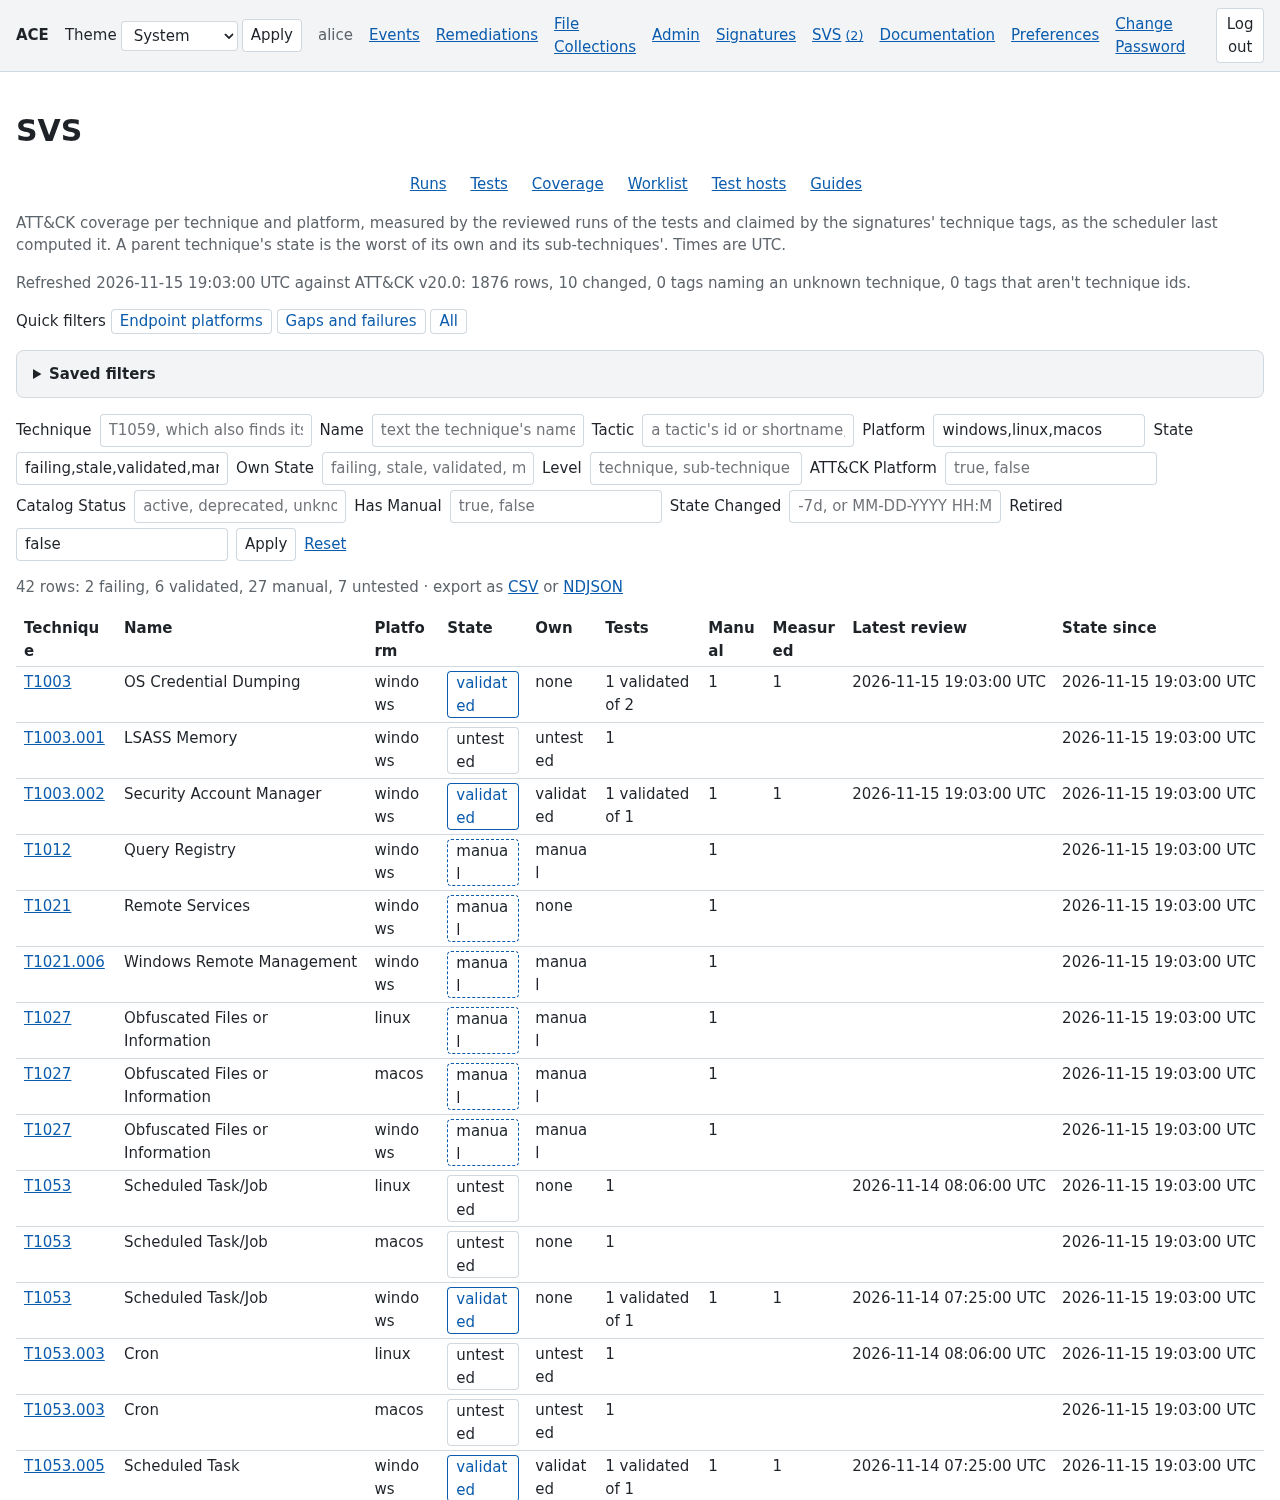 ACE Theme System Apply alice Events Remediations File Collections Admin Signatures SVS (2) Documentation Preferences Change Password Log out
SVS
Runs Tests Coverage Worklist Test hosts Guides
ATT&CK coverage per technique and platform, measured by the reviewed runs of the tests and claimed by the signatures' technique tags, as the scheduler last
computed it. A parent technique's state is the worst of its own and its sub-techniques'. Times are UTC.
Refreshed 2026-11-15 19:03:00 UTC against ATT&CK v20.0: 1876 rows, 10 changed, 0 tags naming an unknown technique, 0 tags that aren't technique ids.
Quick filters Endpoint platforms Gaps and failures All
▶ Saved filters
Technique T1059, which also finds its Name text the technique's name Tactic a tactic's id or shortname, Platform windows,linux,macos State
failing,stale,validated,man Own State failing, stale, validated, m Level technique, sub-technique ATT&CK Platform true, false
Catalog Status active, deprecated, unkno Has Manual true, false State Changed -7d, or MM-DD-YYYY HH:M Retired
false Apply Reset
42 rows: 2 failing, 6 validated, 27 manual, 7 untested · export as CSV or NDJSON
Technique Name Platform State Own Tests Manual Measured Latest review State since
T1003 OS Credential Dumping windows validated none 1 validated of 2 1 1 2026-11-15 19:03:00 UTC 2026-11-15 19:03:00 UTC
T1003.001 LSASS Memory windows untested untested 1 2026-11-15 19:03:00 UTC
T1003.002 Security Account Manager windows validated validated 1 validated of 1 1 1 2026-11-15 19:03:00 UTC 2026-11-15 19:03:00 UTC
T1012 Query Registry windows manual manual 1 2026-11-15 19:03:00 UTC
T1021 Remote Services windows manual none 1 2026-11-15 19:03:00 UTC
T1021.006 Windows Remote Management windows manual manual 1 2026-11-15 19:03:00 UTC
T1027 Obfuscated Files or Information linux manual manual 1 2026-11-15 19:03:00 UTC
T1027 Obfuscated Files or Information macos manual manual 1 2026-11-15 19:03:00 UTC
T1027 Obfuscated Files or Information windows manual manual 1 2026-11-15 19:03:00 UTC
T1053 Scheduled Task/Job linux untested none 1 2026-11-14 08:06:00 UTC 2026-11-15 19:03:00 UTC
T1053 Scheduled Task/Job macos untested none 1 2026-11-15 19:03:00 UTC
T1053 Scheduled Task/Job windows validated none 1 validated of 1 1 1 2026-11-14 07:25:00 UTC 2026-11-15 19:03:00 UTC
T1053.003 Cron linux untested untested 1 2026-11-14 08:06:00 UTC 2026-11-15 19:03:00 UTC
T1053.003 Cron macos untested untested 1 2026-11-15 19:03:00 UTC
T1053.005 Scheduled Task windows validated validated 1 validated of 1 1 1 2026-11-14 07:25:00 UTC 2026-11-15 19:03:00 UTC